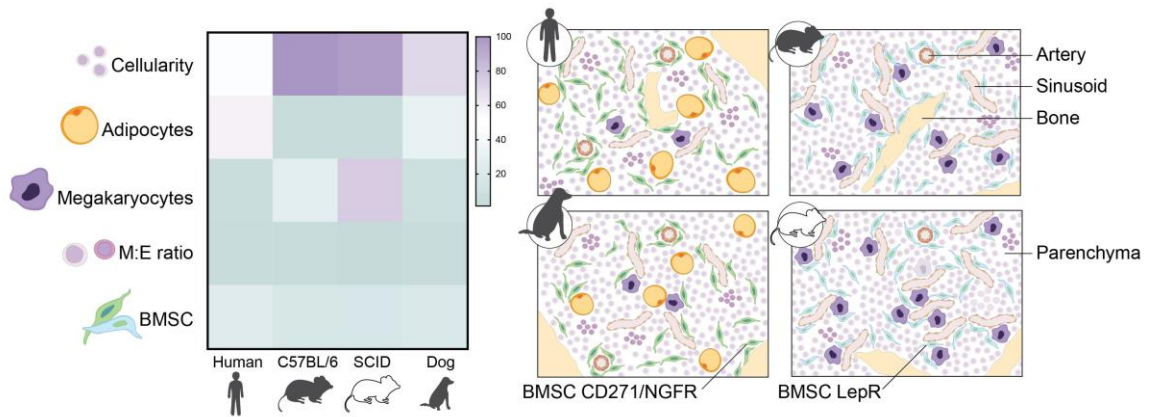 Cellularity
Adipocytes
Megakaryocytes
M:E ratio
BMSC
100
80
60
40
20
Human
C57BL/6
SCID
Dog
Artery
Sinusoid
Bone
Parenchyma
BMSC CD271/NGFR
BMSC LepR